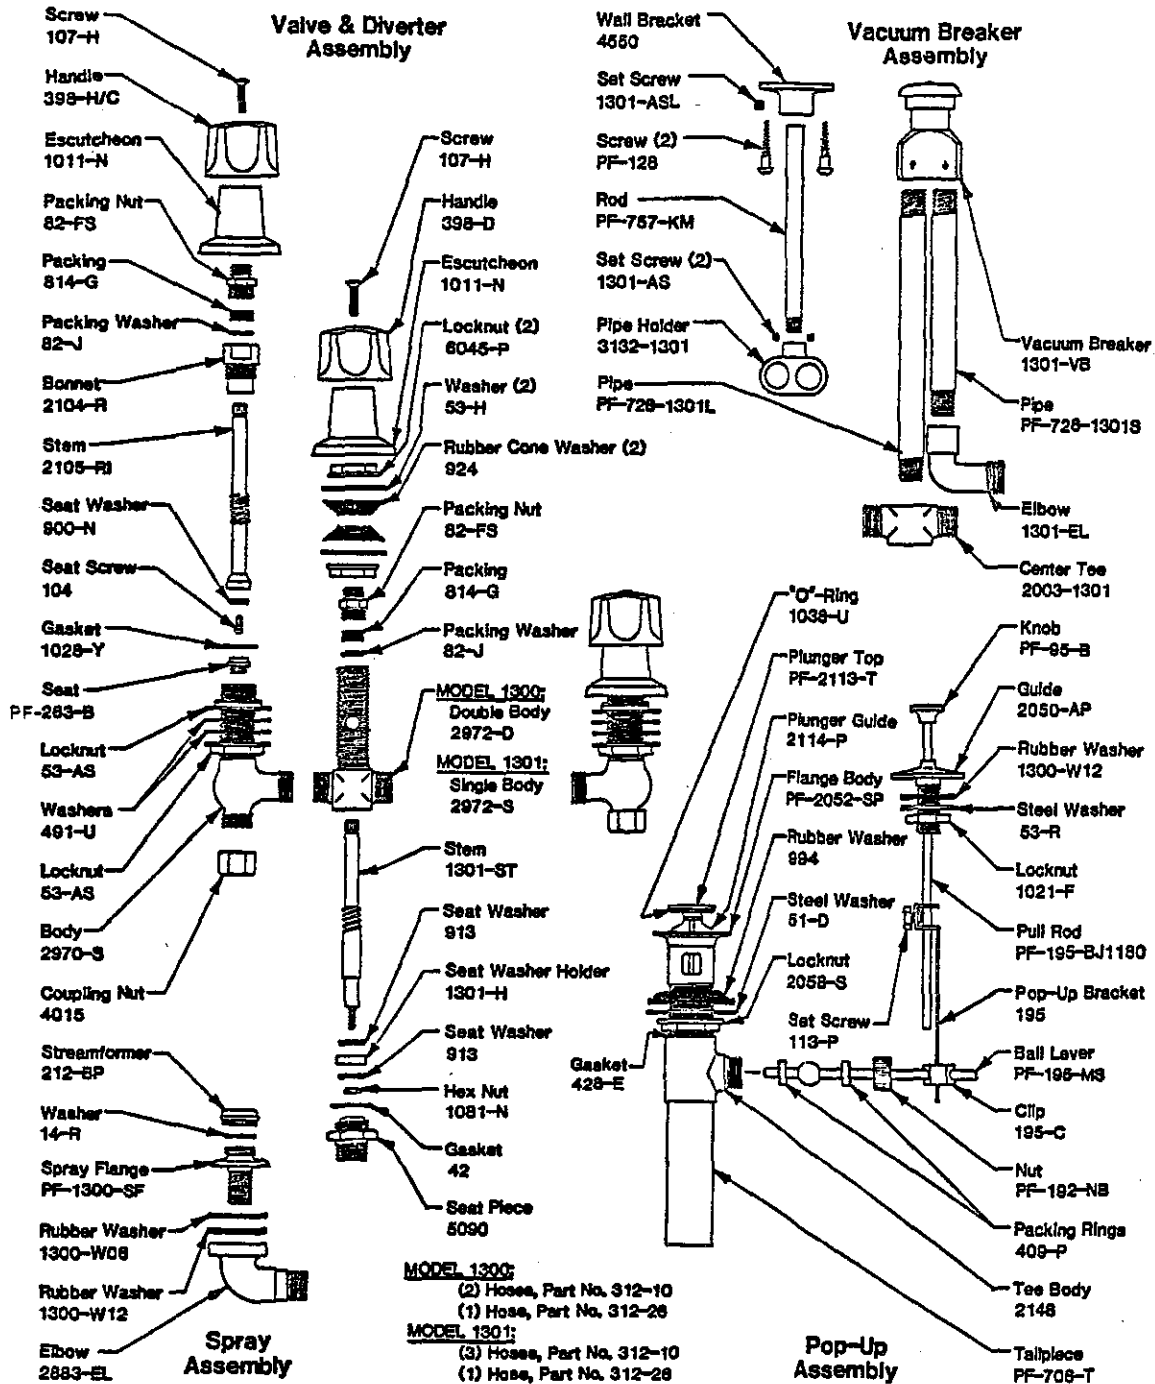 Valve & Diverter
Assembly
Screw
107-H
Handle
398-H/C
Escutcheon
1011-N
Packing Nut
82-FS
Packing
814-G
Packing Washer
82-J
Bonnet
2104-R
Stem
2105-RI
Seat Washer
900-N
Seat Screw
104
Gasket
1028-Y
Seat
PF-263-B
Locknut
53-AS
Washers
491-U
Locknut
53-AS
Body
2970-S
Coupling Nut
4015
Screw
107-H
Handle
398-D
Escutcheon
1011-N
Locknut (2)
6045-P
Washer (2)
53-H
Rubber Cone Washer (2)
924
Packing Nut
82-FS
Packing
814-G
Packing Washer
82-J
MODEL 1300:
Double Body
2972-D
MODEL 1301:
Single Body
2972-S
Stem
1301-ST
Seat Washer
913
Seat Washer Holder
1301-H
Seat Washer
913
Hex Nut
1081-N
Gasket
42
Seat Piece
5090
Streamformer
212-BP
Washer
14-R
Spray Flange
PF-1300-SF
Rubber Washer
1300-W08
Rubber Washer
1300-W12
Elbow
2883-EL
Spray
Assembly
MODEL 1300:
(2) Hoses, Part No. 312-10
(1) Hose, Part No. 312-26
MODEL 1301:
(3) Hoses, Part No. 312-10
(1) Hose, Part No. 312-26
Vacuum Breaker
Assembly
Wall Bracket
4550
Set Screw
1301-ASL
Screw (2)
PF-128
Rod
PF-757-KM
Set Screw (2)
1301-AS
Pipe Holder
3132-1301
Pipe
PF-728-1301L
Vacuum Breaker
1301-VB
Pipe
PF-728-1301S
Elbow
1301-EL
Center Tee
2003-1301
"O"-Ring
1038-U
Plunger Top
PF-2113-T
Plunger Guide
2114-P
Flange Body
PF-2052-SP
Rubber Washer
994
Steel Washer
51-D
Locknut
2058-S
Gasket
428-E
Set Screw
113-P
Knob
PF-95-B
Guide
2050-AP
Rubber Washer
1300-W12
Steel Washer
53-R
Locknut
1021-F
Pull Rod
PF-195-BJ1180
Pop-Up Bracket
195
Ball Lever
PF-195-MS
Clip
195-C
Nut
PF-192-NB
Packing Rings
409-P
Tee Body
2148
Tailpiece
PF-706-T
Pop-Up
Assembly